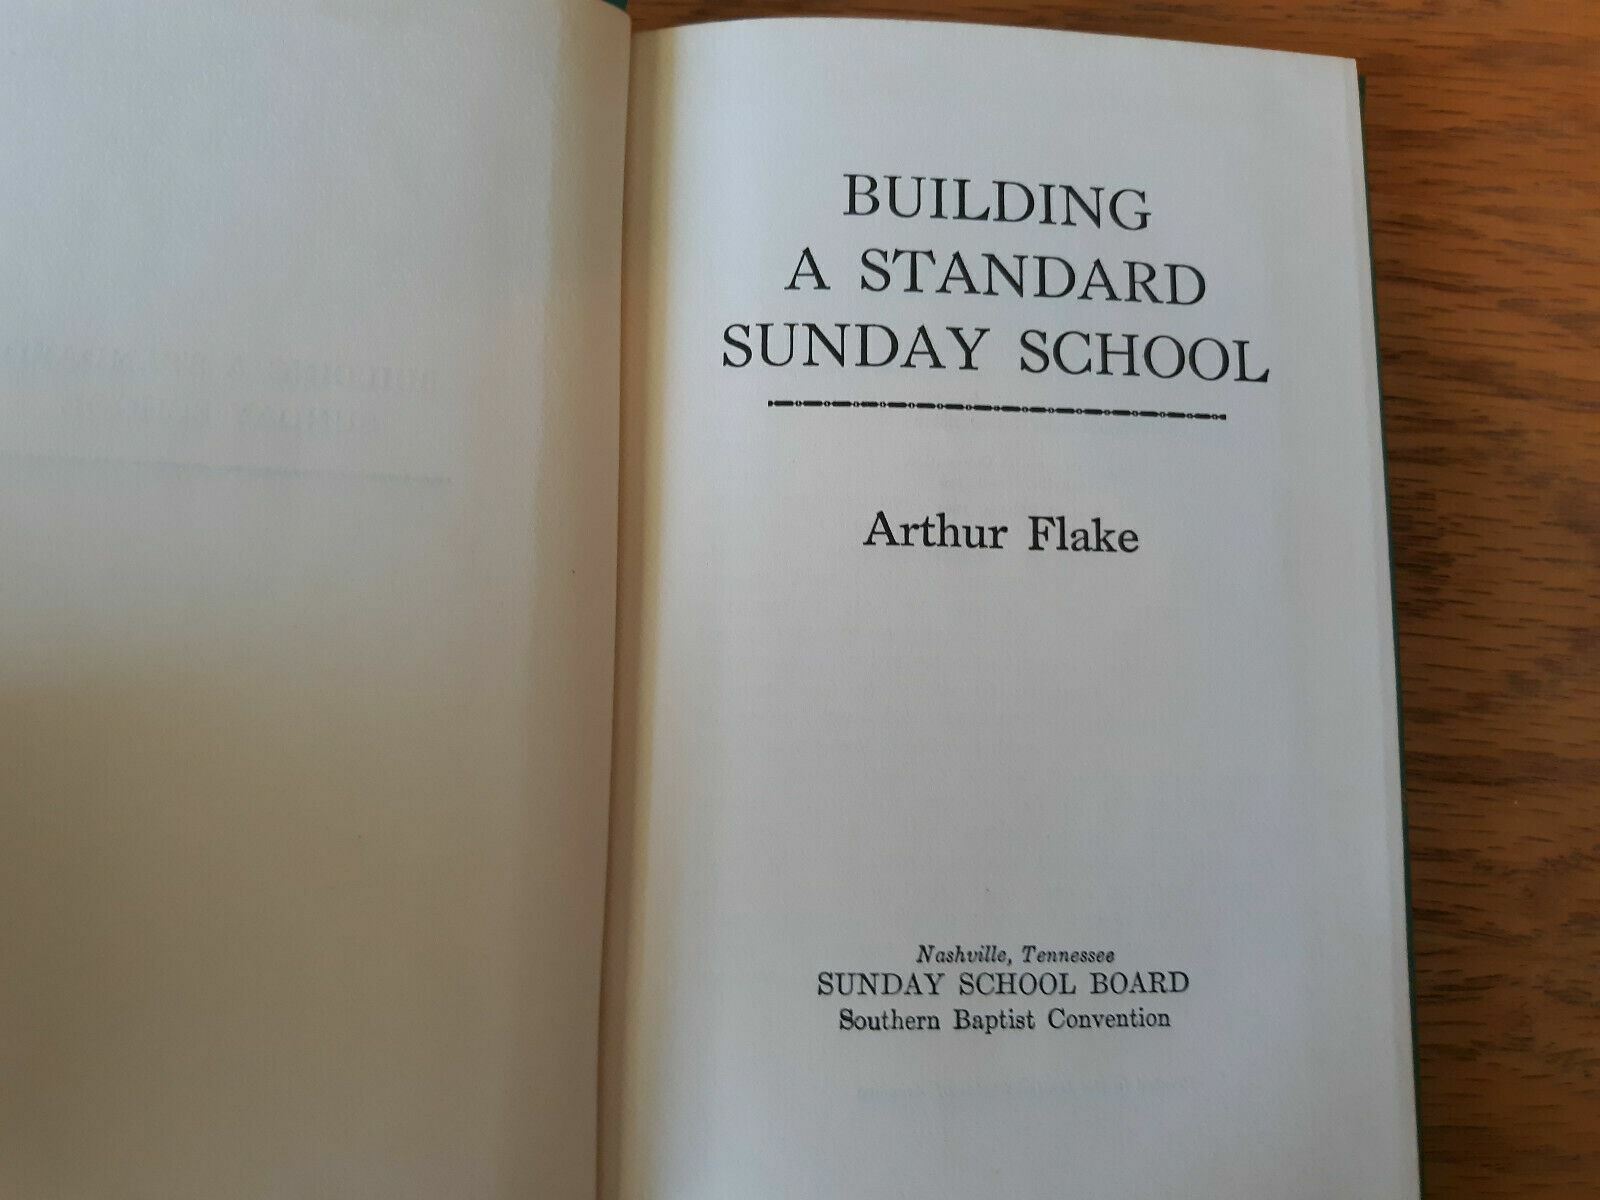 BUILDING
A STANDARD
SUNDAY SCHOOL
Arthur Flake
Nashville, Tennessee
SUNDAY SCHOOL BOARD
Southern Baptist Convention